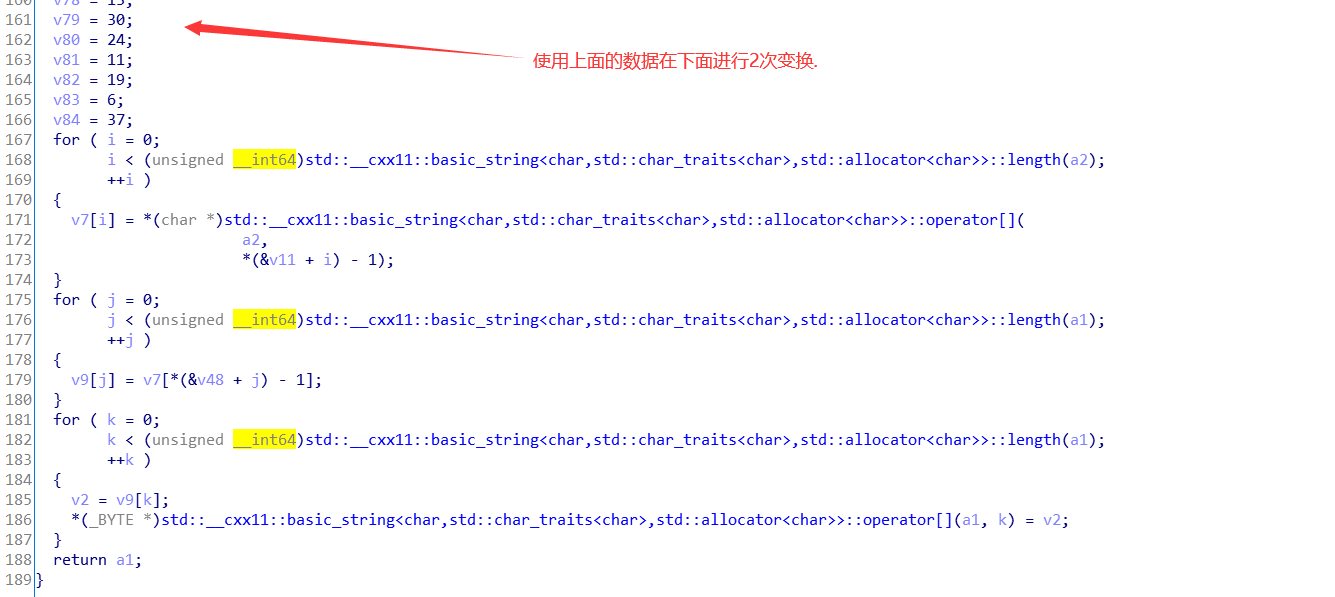 160   v78 = 15;
161   v79 = 30;
162   v80 = 24;
使用上面的数据在下面进行2次变换.
163   v81 = 11;
164   v82 = 19;
165   v83 = 6;
166   v84 = 37;
167   for ( i = 0;
168         i < (unsigned __int64)std::__cxx11::basic_string<char,std::char_traits<char>,std::allocator<char>>::length(a2);
169         ++i )
170   {
171     v7[i] = *(char *)std::__cxx11::basic_string<char,std::char_traits<char>,std::allocator<char>>::operator[](
172                        a2,
173                        *(&v11 + i) - 1);
174   }
175   for ( j = 0;
176         j < (unsigned __int64)std::__cxx11::basic_string<char,std::char_traits<char>,std::allocator<char>>::length(a1);
177         ++j )
178   {
179     v9[j] = v7[*(&v48 + j) - 1];
180   }
181   for ( k = 0;
182         k < (unsigned __int64)std::__cxx11::basic_string<char,std::char_traits<char>,std::allocator<char>>::length(a1);
183         ++k )
184   {
185     v2 = v9[k];
186     *(_BYTE *)std::__cxx11::basic_string<char,std::char_traits<char>,std::allocator<char>>::operator[](a1, k) = v2;
187   }
188   return a1;
189 }